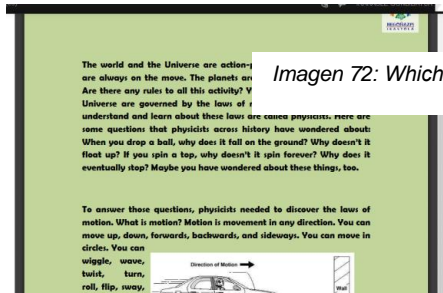 The world and the Universe are action-
are always on the move. The planets
Are there any rules to all this activity?
Universe are governed by the laws of
understand and learn about these laws are called physicists. Here are
some questions that physicists across history have wondered about:
When you drop a ball, why does it fall on the ground? Why doesn't it
float up? If you spin a top, why doesn't it spin forever? Why does it
eventually stop? Maybe you have wondered about these things, too.
Imagen 72: Which
To answer those questions, physicists needed to discover the laws of
motion. What is motion? Motion is movement in any direction. You can
move up, down, forwards, backwards, and sideways. You can move in
circles. You can
wiggle, wave,
twist, turn,
roll, flip, sway,
Direction of Motion
Wall